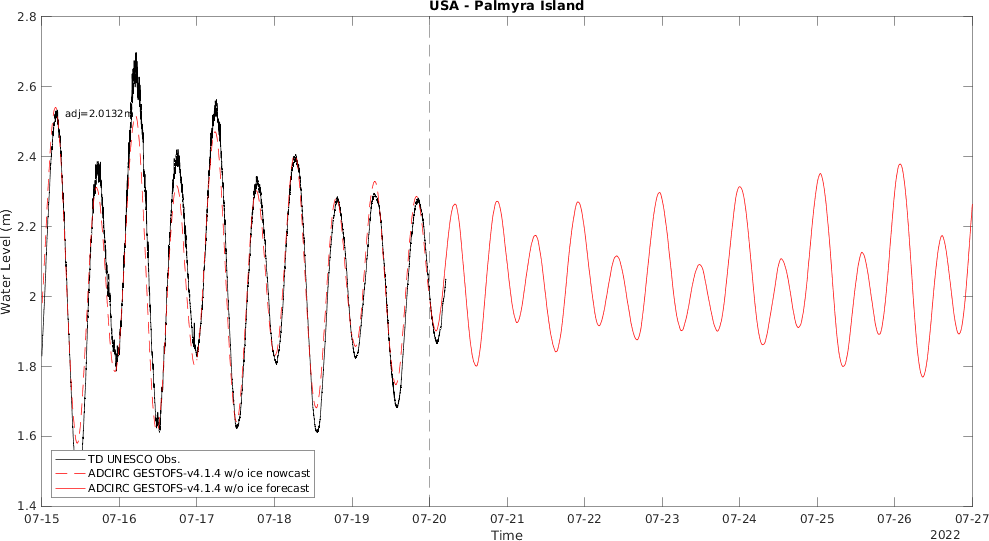 USA - Palmyra Island
2.8
2.6
2.4
2.2
2
1.8
1.6
1.4
Water Level (m)
adj=2.0132m
TD UNESCO Obs.
ADCIRC GESTOFS-v4.1.4 w/o ice nowcast
ADCIRC GESTOFS-v4.1.4 w/o ice forecast
07-15 07-16 07-17 07-18 07-19 07-20 07-21 07-22 07-23 07-24 07-25 07-26 07-27
Time
2022